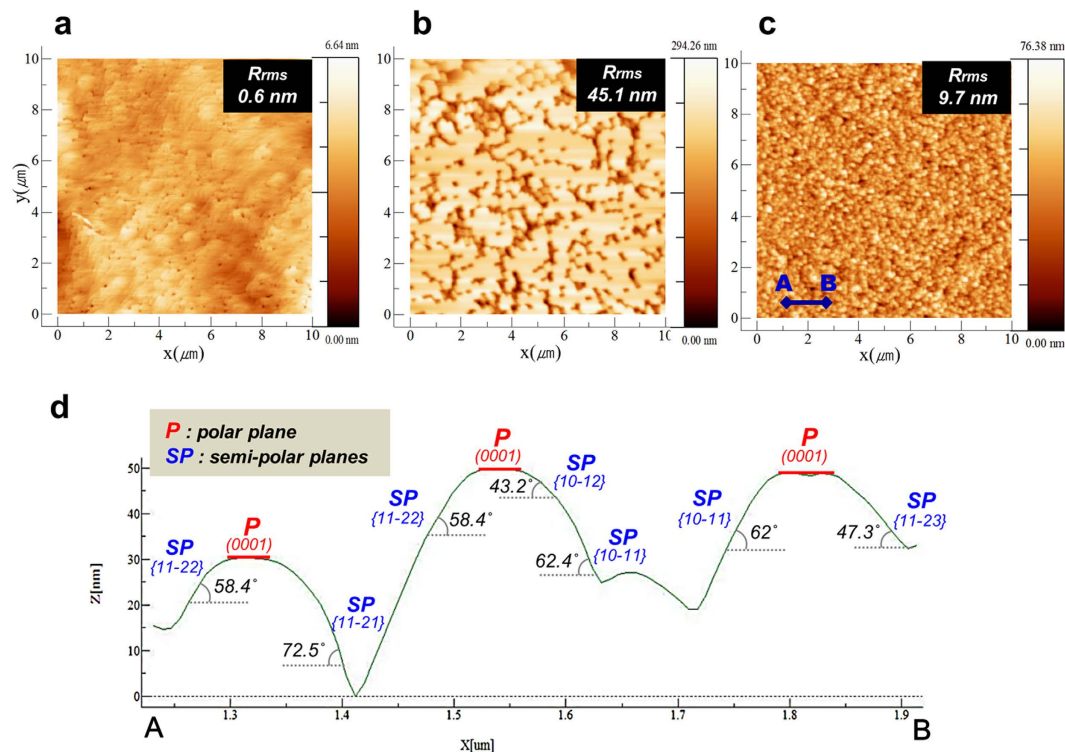 a
6.64 nm
10
8
6
4
2
0
y(㎛)
0 2 4 6 8 10
x(㎛)
Rrms
0.6 nm
0.00 nm
b
294.26 nm
Rrms
45.1 nm
0 2 4 6 8 10
x(㎛)
0.00 nm
c
76.38 nm
10
8
6
4
2
0
Rrms
9.7 nm
A B
0 2 4 6 8 10
x(㎛)
0.00 nm
d
P : polar plane
SP : semi-polar planes
Z[nm]
50
40
30
20
10
0
SP
{11-22}
58.4˚
P
(0001)
72.5˚
SP
{11-21}
SP
{11-22}
58.4˚
P
(0001)
43.2˚
SP
{10-12}
62.4˚
SP
{10-11}
SP
{10-11}
62˚
P
(0001)
47.3˚
SP
{11-23}
1.3 1.4 1.5 1.6 1.7 1.8 1.9
A B
X[um]